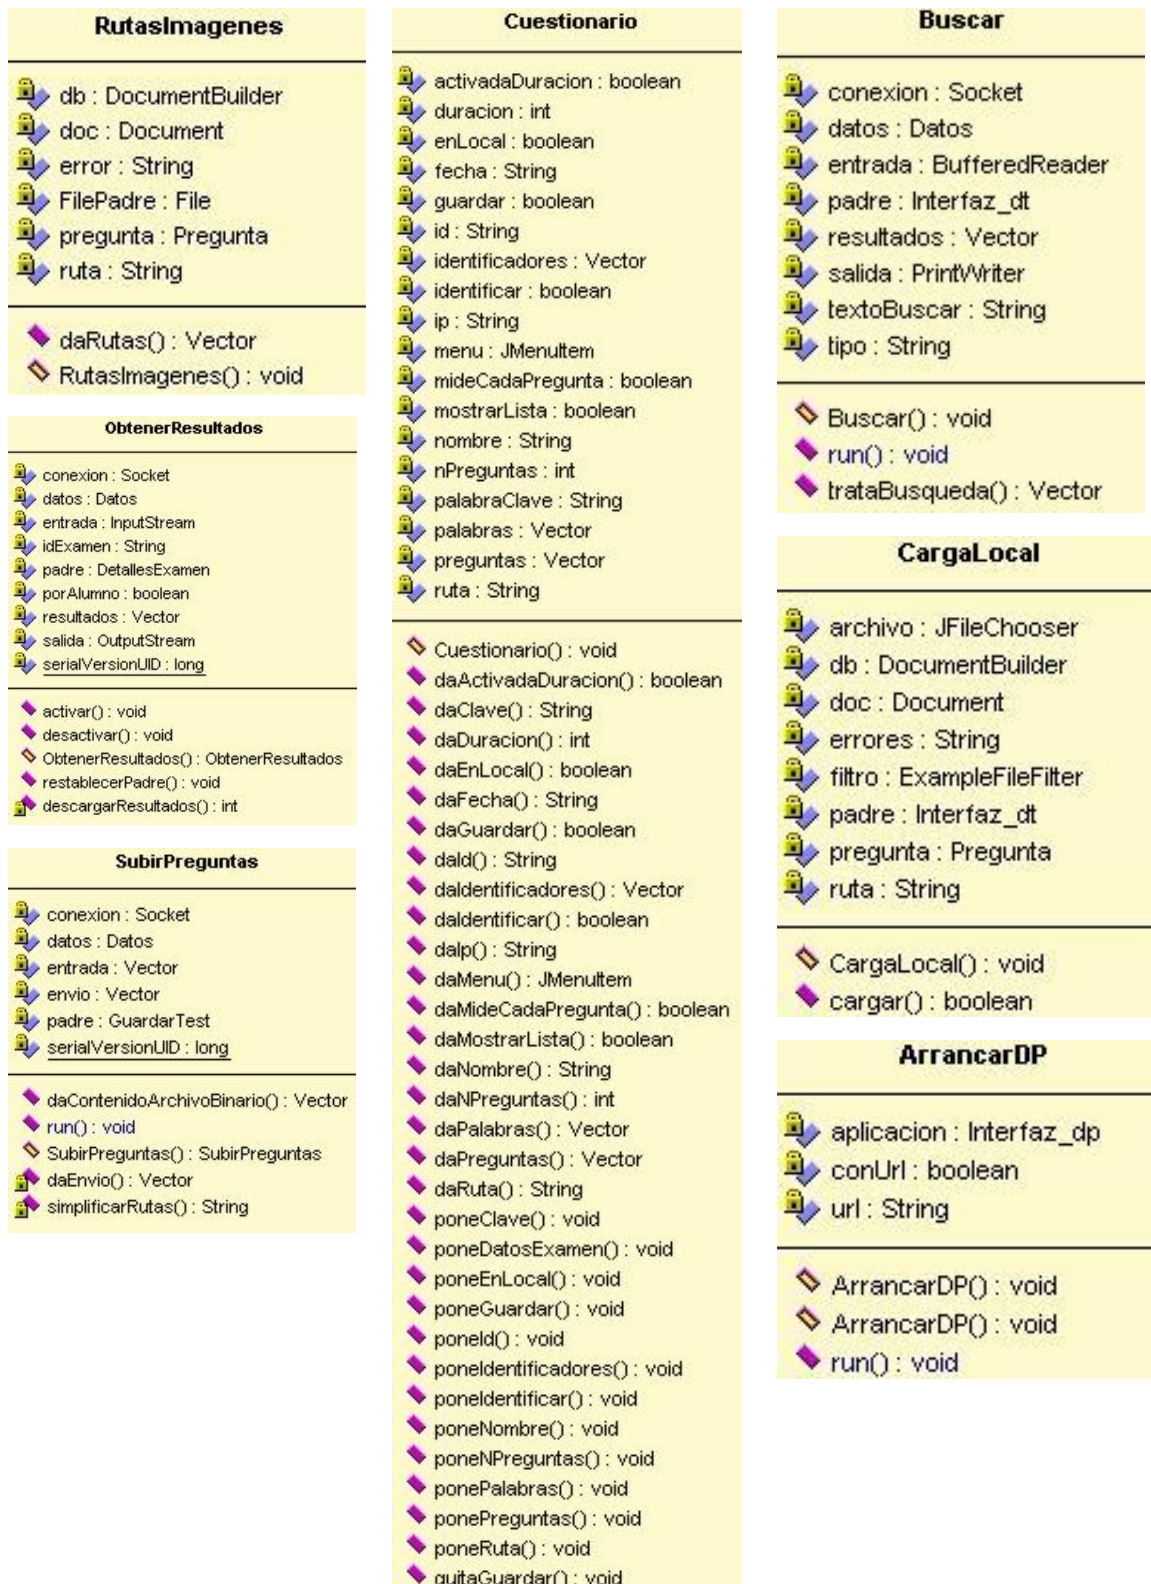 RutasImagenes
db : DocumentBuilder
doc : Document
error : String
FilePadre : File
pregunta : Pregunta
ruta : String
daRutas() : Vector
RutasImagenes() : void
ObtenerResultados
conexion : Socket
datos : Datos
entrada : InputStream
idExamen : String
padre : DetallesExamen
porAlumno : boolean
resultados : Vector
salida : OutputStream
serialVersionUID : long
activar() : void
desactivar() : void
ObtenerResultados() : ObtenerResultados
restablecerPadre() : void
descargarResultados() : int
SubirPreguntas
conexion : Socket
datos : Datos
entrada : Vector
envio : Vector
padre : GuardarTest
serialVersionUID : long
daContenidoArchivoBinario() : Vector
run() : void
SubirPreguntas() : SubirPreguntas
daEnvio() : Vector
simplificarRutas() : String
Cuestionario
activadaDuracion : boolean
duracion : int
enLocal : boolean
fecha : String
guardar : boolean
id : String
identificadores : Vector
identificar : boolean
ip : String
menu : JMenuItem
mideCadaPregunta : boolean
mostrarLista : boolean
nombre : String
nPreguntas : int
palabraClave : String
palabras : Vector
preguntas : Vector
ruta : String
Cuestionario() : void
daActivadaDuracion() : boolean
daClave() : String
daDuracion() : int
daEnLocal() : boolean
daFecha() : String
daGuardar() : boolean
daId() : String
daIdentificadores() : Vector
daIdentificar() : boolean
daIp() : String
daMenu() : JMenuItem
daMideCadaPregunta() : boolean
daMostrarLista() : boolean
daNombre() : String
daNPreguntas() : int
daPalabras() : Vector
daPreguntas() : Vector
daRuta() : String
poneClave() : void
poneDatosExamen() : void
poneEnLocal() : void
poneGuardar() : void
poneId() : void
poneIdentificadores() : void
poneIdentificar() : void
poneNombre() : void
poneNPreguntas() : void
ponePalabras() : void
ponePreguntas() : void
poneRuta() : void
quitaGuardar() : void
Buscar
conexion : Socket
datos : Datos
entrada : BufferedReader
padre : Interfaz_dt
resultados : Vector
salida : PrintWriter
textoBuscar : String
tipo : String
Buscar() : void
run() : void
trataBusqueda() : Vector
CargaLocal
archivo : JFileChooser
db : DocumentBuilder
doc : Document
errores : String
filtro : ExampleFileFilter
padre : Interfaz_dt
pregunta : Pregunta
ruta : String
CargaLocal() : void
cargar() : boolean
ArrancarDP
aplicacion : Interfaz_dp
conUrl : boolean
url : String
ArrancarDP() : void
ArrancarDP() : void
run() : void